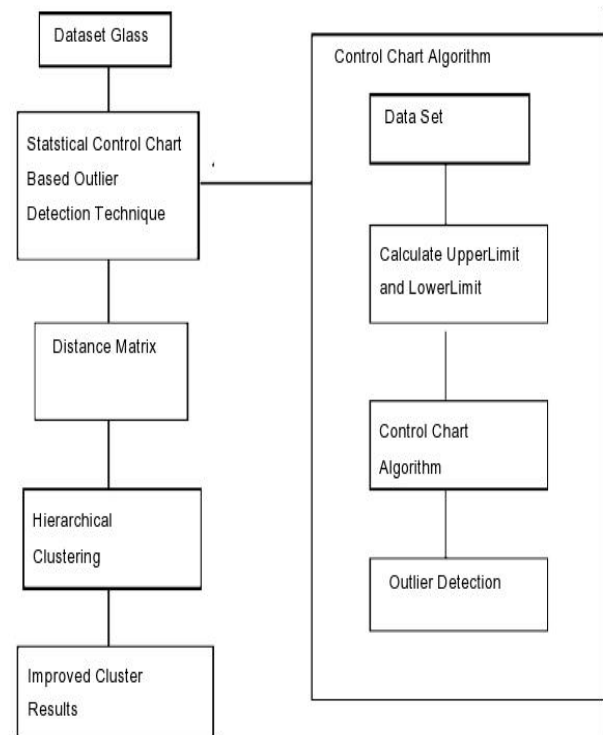 Dataset Glass
Statstical Control Chart
Based Outlier
Detection Technique
Distance Matrix
Hierarchical
Clustering
Improved Cluster
Results
Control Chart Algorithm
Data Set
Calculate UpperLimit
and LowerLimit
Control Chart
Algorithm
Outlier Detection